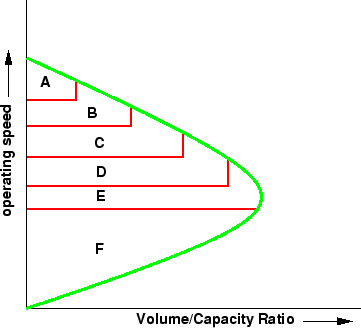 A
B
C
D
E
F
operating speed
Volume/Capacity Ratio